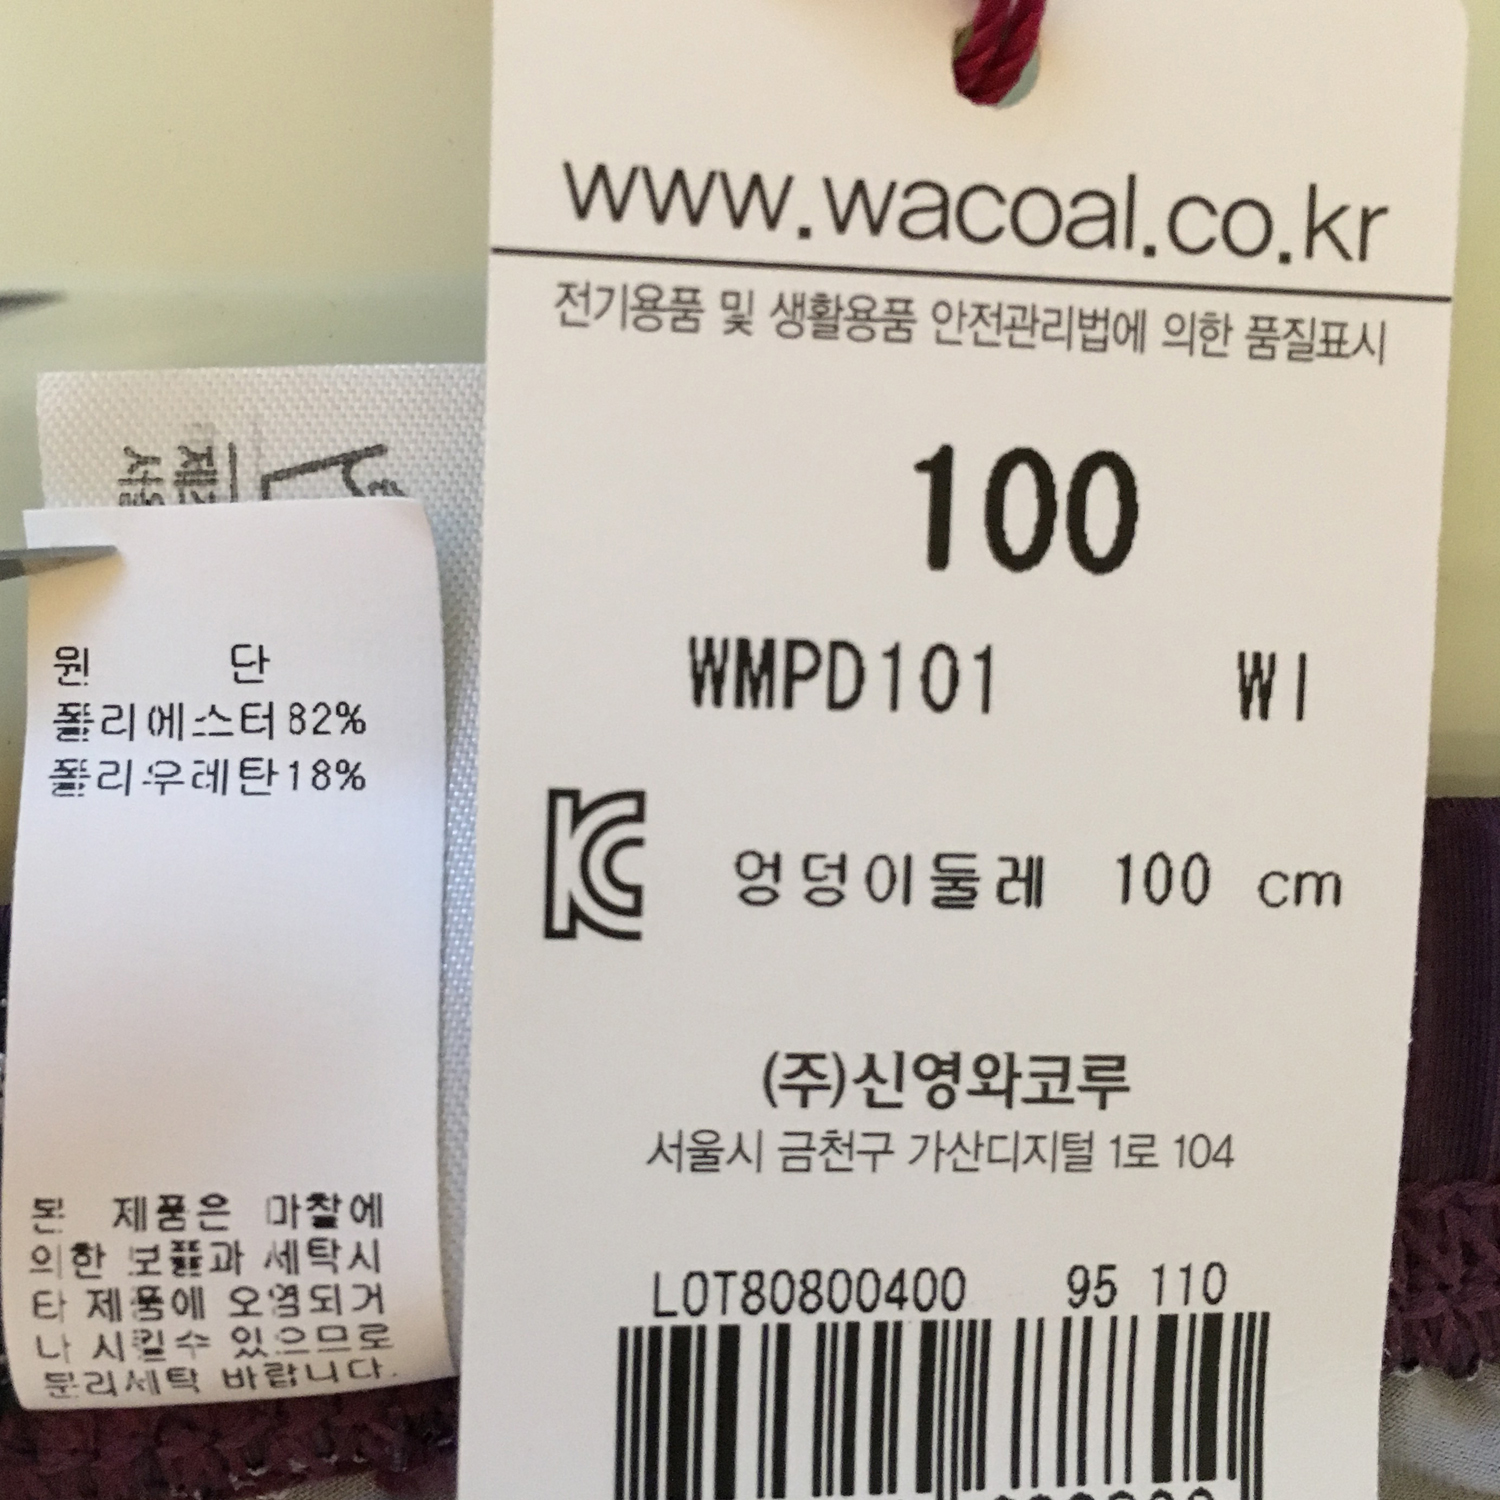 www.wacoal.co.kr
전기용품 및 생활용품 안전관리법에 의한 품질표시
100
WMPD101 WI
엉덩이둘레 100 cm
(주)신영와코루
서울시 금천구 가산디지털 1로 104
LOT80800400 95 110
원 단
폴리에스터82%
폴리우레탄18%
본 제품은 마찰에
의한 보풀과 세탁시
타 제품에 오염되거
나 시킬수 있으므로
분리세탁 바랍니다.